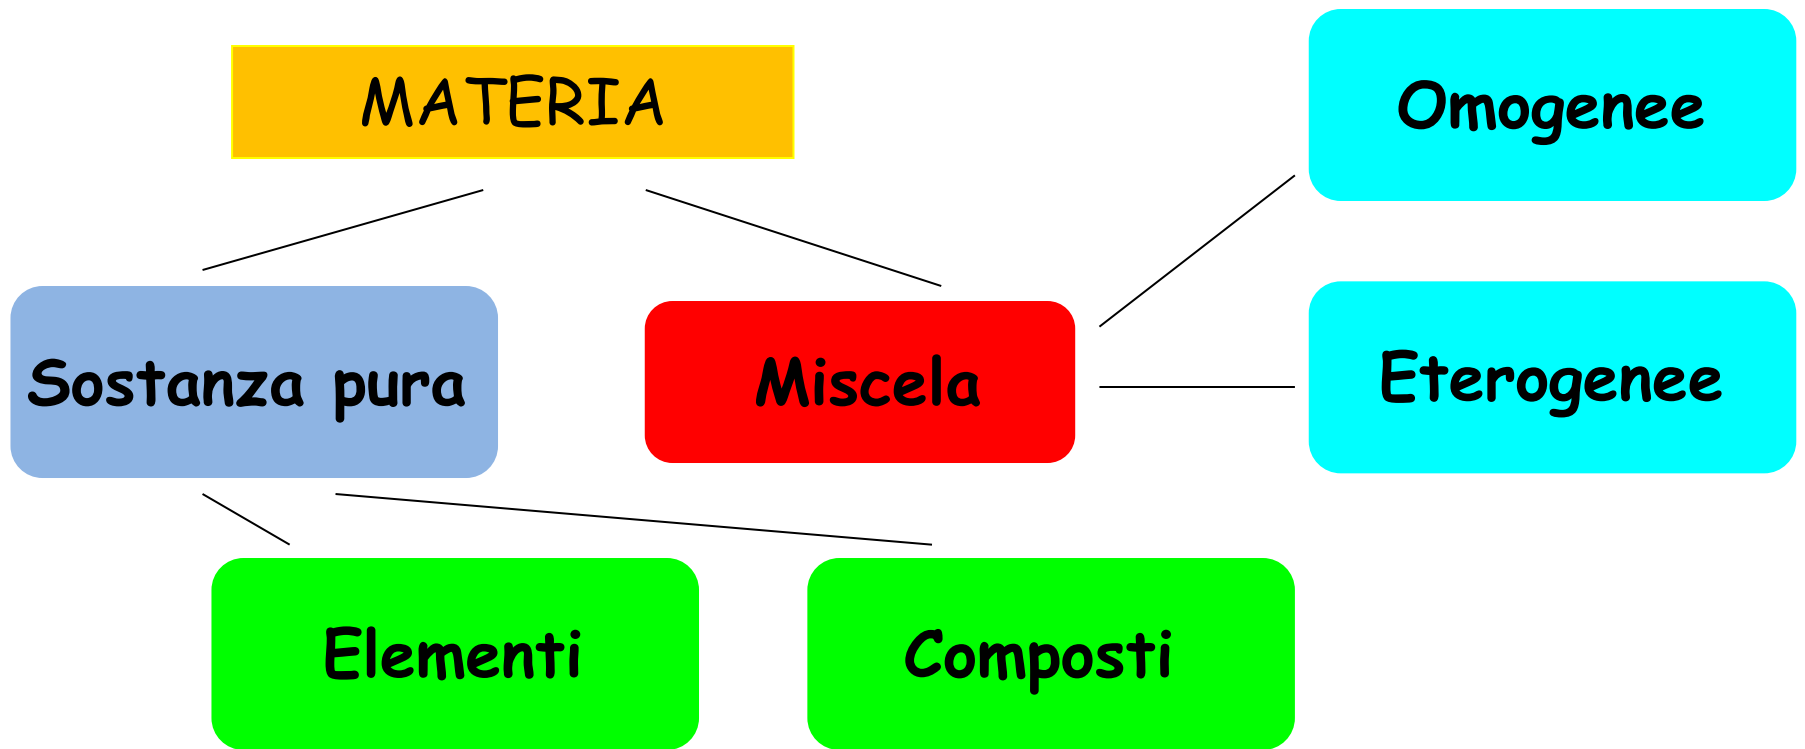 MATERIA
Omogenee
Sostanza pura
Miscela
Eterogenee
Elementi
Composti